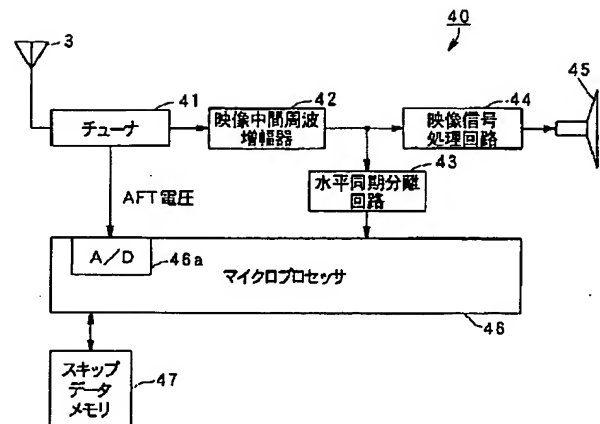 40
3
41
チューナ
42
映像中間周波
増幅器
44
映像信号
処理回路
45
43
水平同期分離
回路
AFT電圧
A/D
46a
マイクロプロセッサ
46
スキップ
データ
メモリ
47